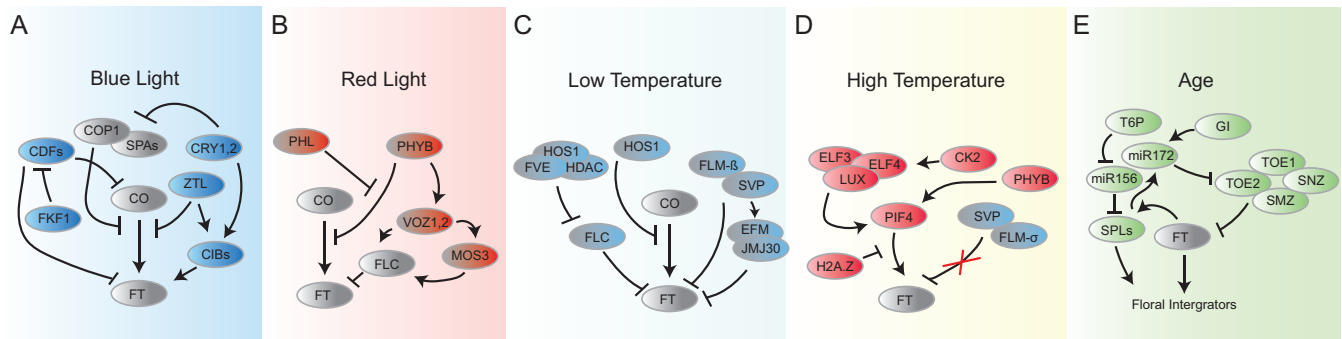 A
Blue Light
COP1
SPAs
CRY1,2
CDFs
ZTL
CO
FKF1
CIBs
FT
B
Red Light
PHL
PHYB
CO
VOZ1,2
MOS3
FLC
FT
C
Low Temperature
HOS1
FVE HDAC
HOS1
FLM-ß
SVP
CO
FLC
EFM
JMJ30
FT
D
High Temperature
ELF3
ELF4
LUX
CK2
PHYB
PIF4
SVP
FLM-σ
H2A.Z
FT
E
Age
T6P
GI
miR172
miR156
TOE1
TOE2
SNZ
SMZ
SPLs
FT
Floral Intergrators